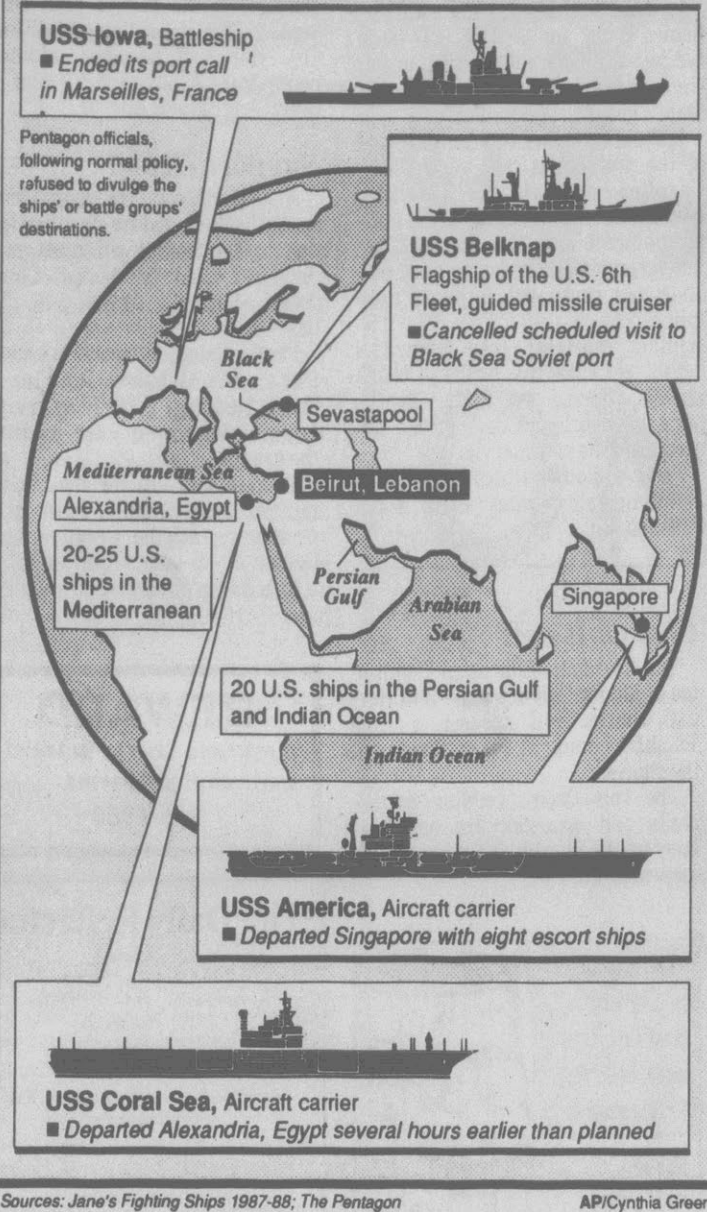 USS Iowa, Battleship
■ Ended its port call
in Marseilles, France
Pentagon officials,
following normal policy,
refused to divulge the
ships' or battle groups'
destinations.
USS Belknap
Flagship of the U.S. 6th
Fleet, guided missile cruiser
■ Cancelled scheduled visit to
Black Sea Soviet port
Black
Sea
Sevastapool
Mediterranean Sea
Beirut, Lebanon
Alexandria, Egypt
20-25 U.S.
ships in the
Mediterranean
Persian
Gulf
Arabian
Sea
Singapore
20 U.S. ships in the Persian Gulf
and Indian Ocean
Indian Ocean
USS America, Aircraft carrier
■ Departed Singapore with eight escort ships
USS Coral Sea, Aircraft carrier
■ Departed Alexandria, Egypt several hours earlier than planned
Sources: Jane's Fighting Ships 1987-88; The Pentagon
AP/Cynthia Greer